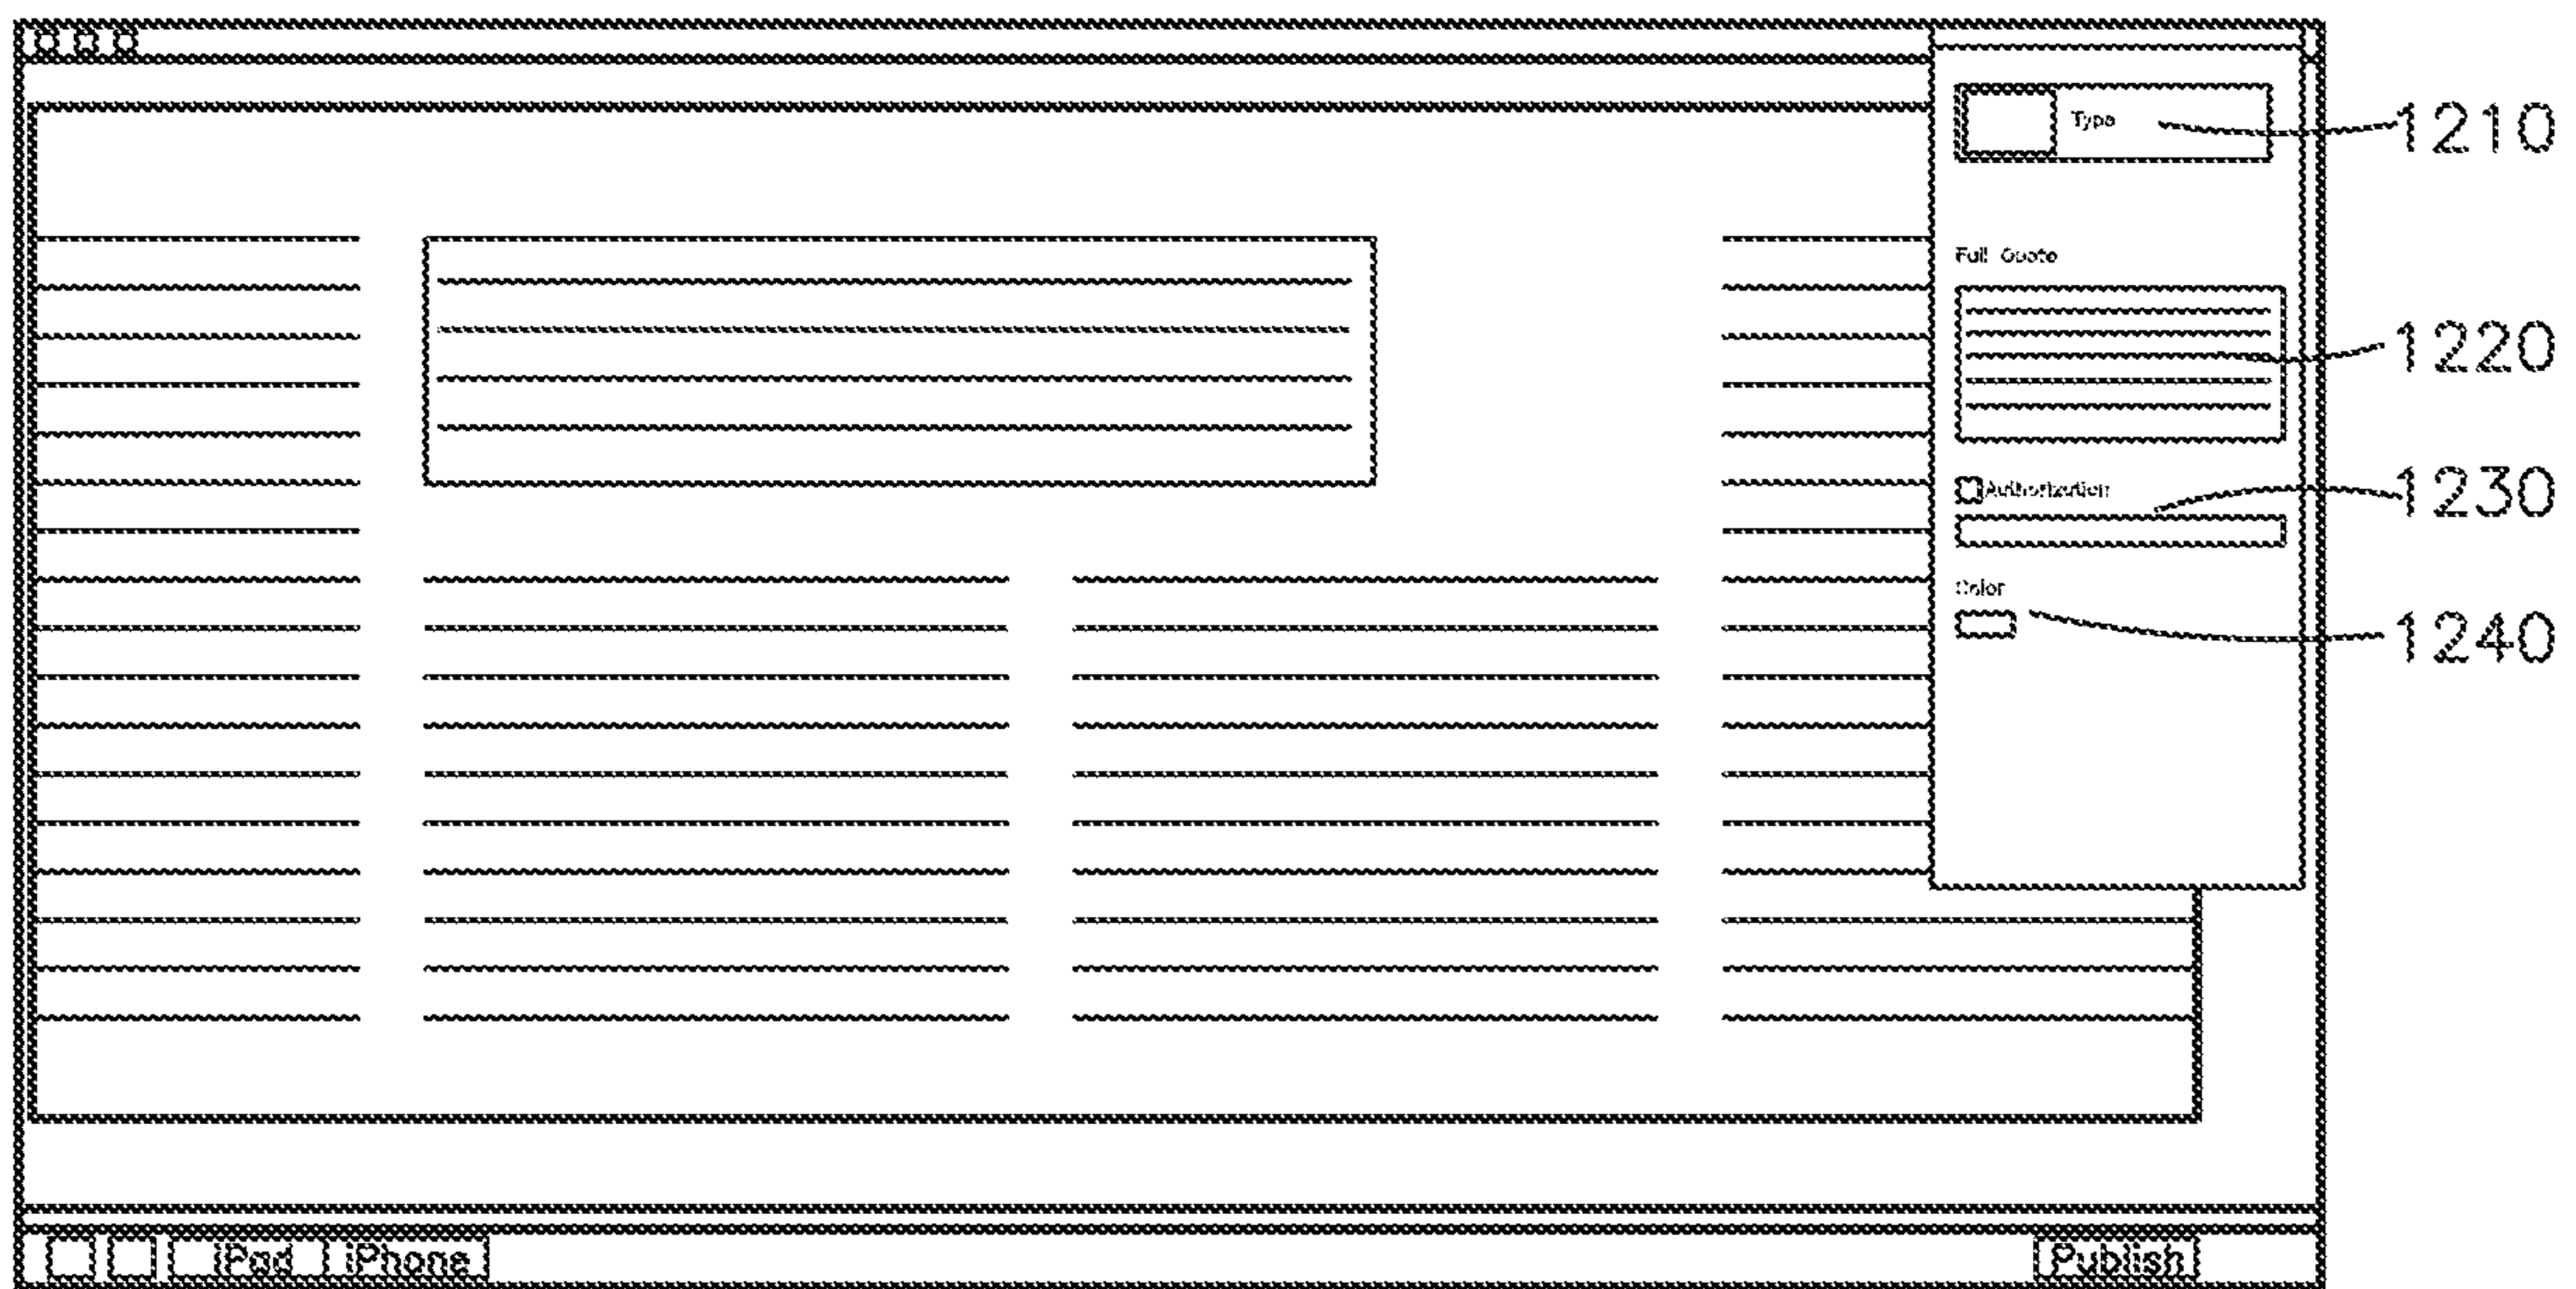 Type
1210
Full Quote
1220
Authorization
1230
Color
1240
iPad
iPhone
Publish